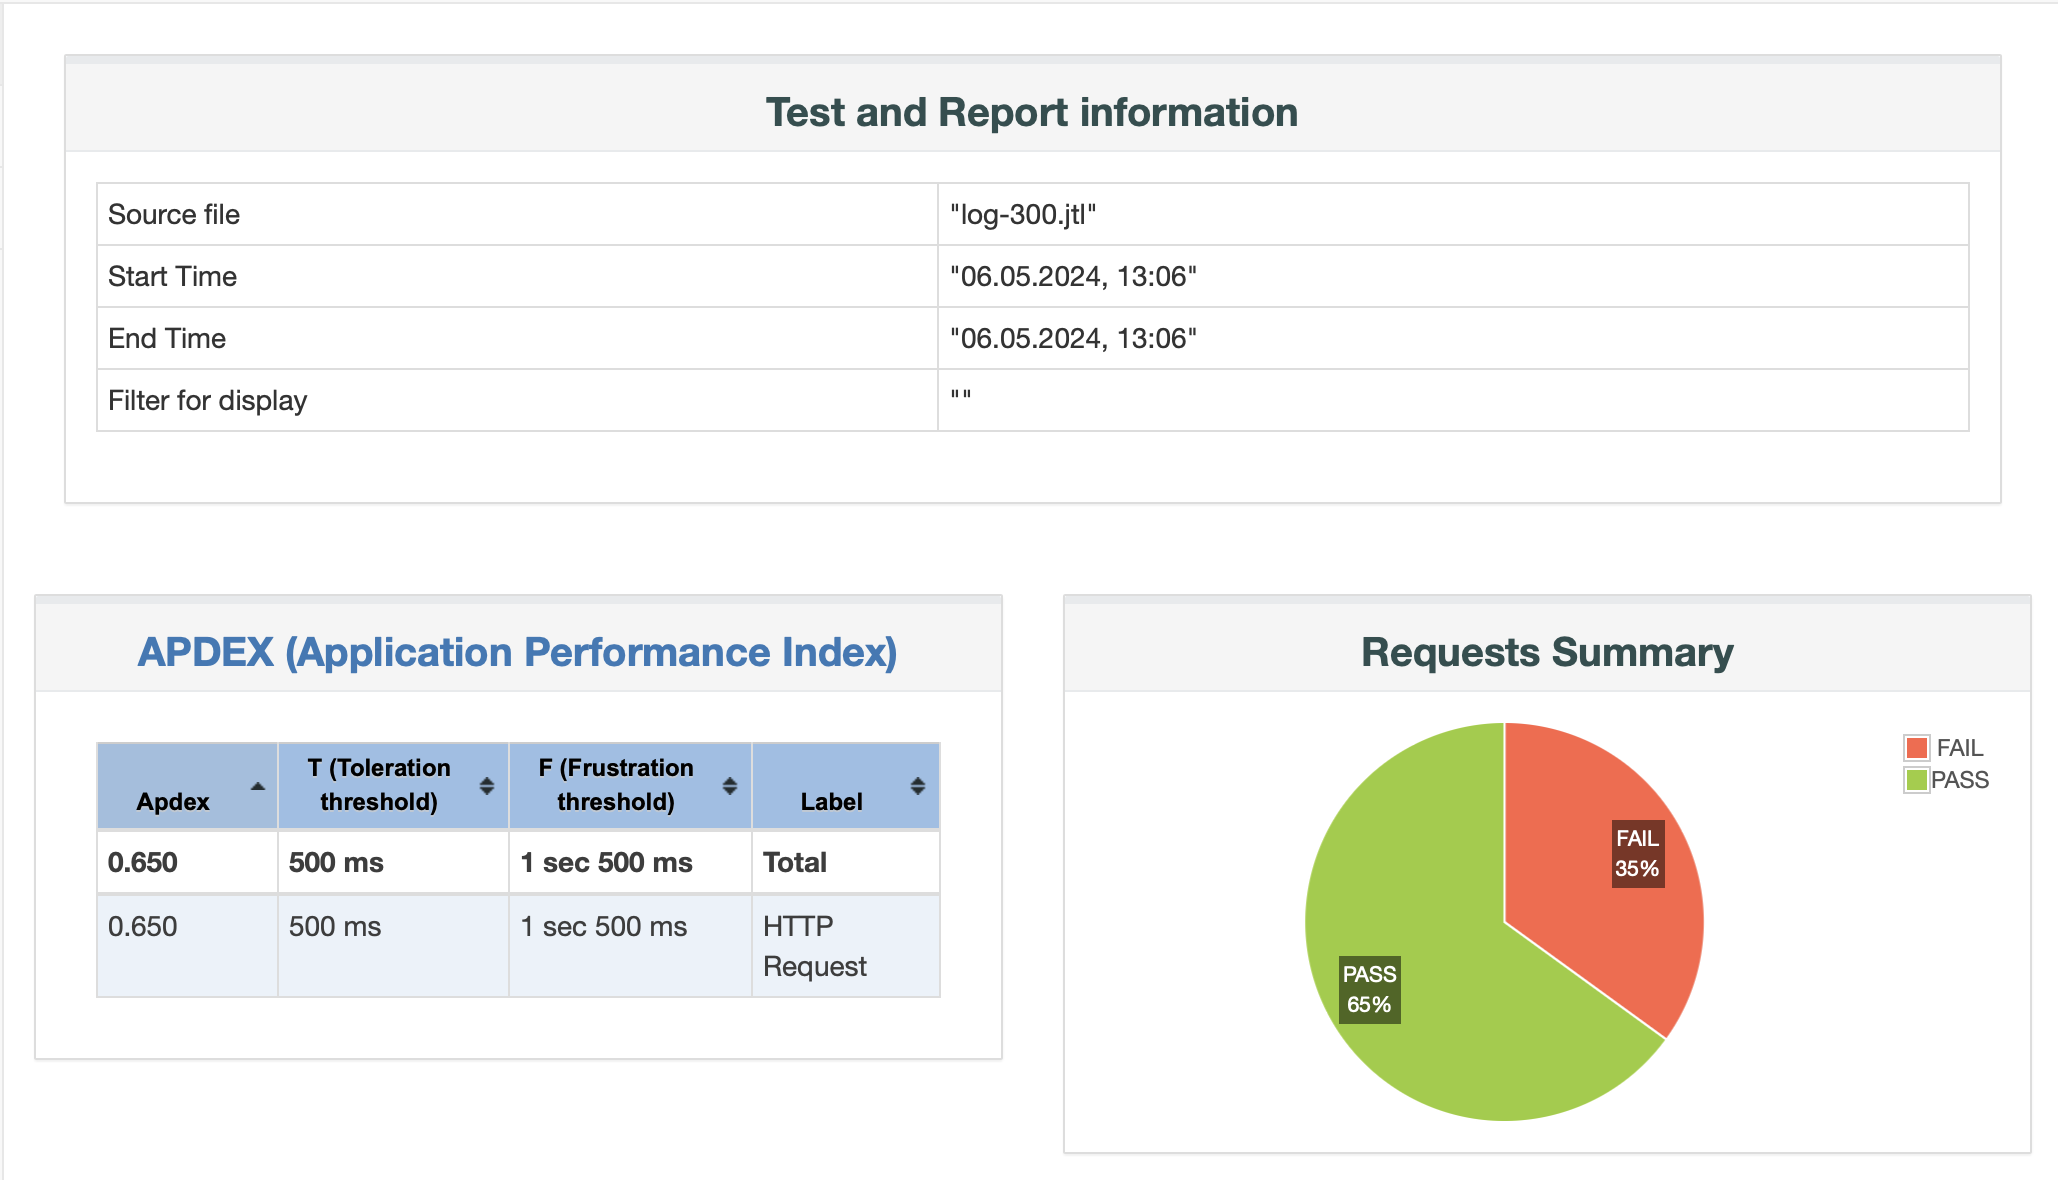 Test and Report information
Source file "log-300.jtl"
Start Time "06.05.2024, 13:06"
End Time "06.05.2024, 13:06"
Filter for display ""
APDEX (Application Performance Index)
Apdex T (Toleration threshold) F (Frustration threshold) Label
0.650 500 ms 1 sec 500 ms Total
0.650 500 ms 1 sec 500 ms HTTP Request
Requests Summary
FAIL
PASS
FAIL
35%
PASS
65%